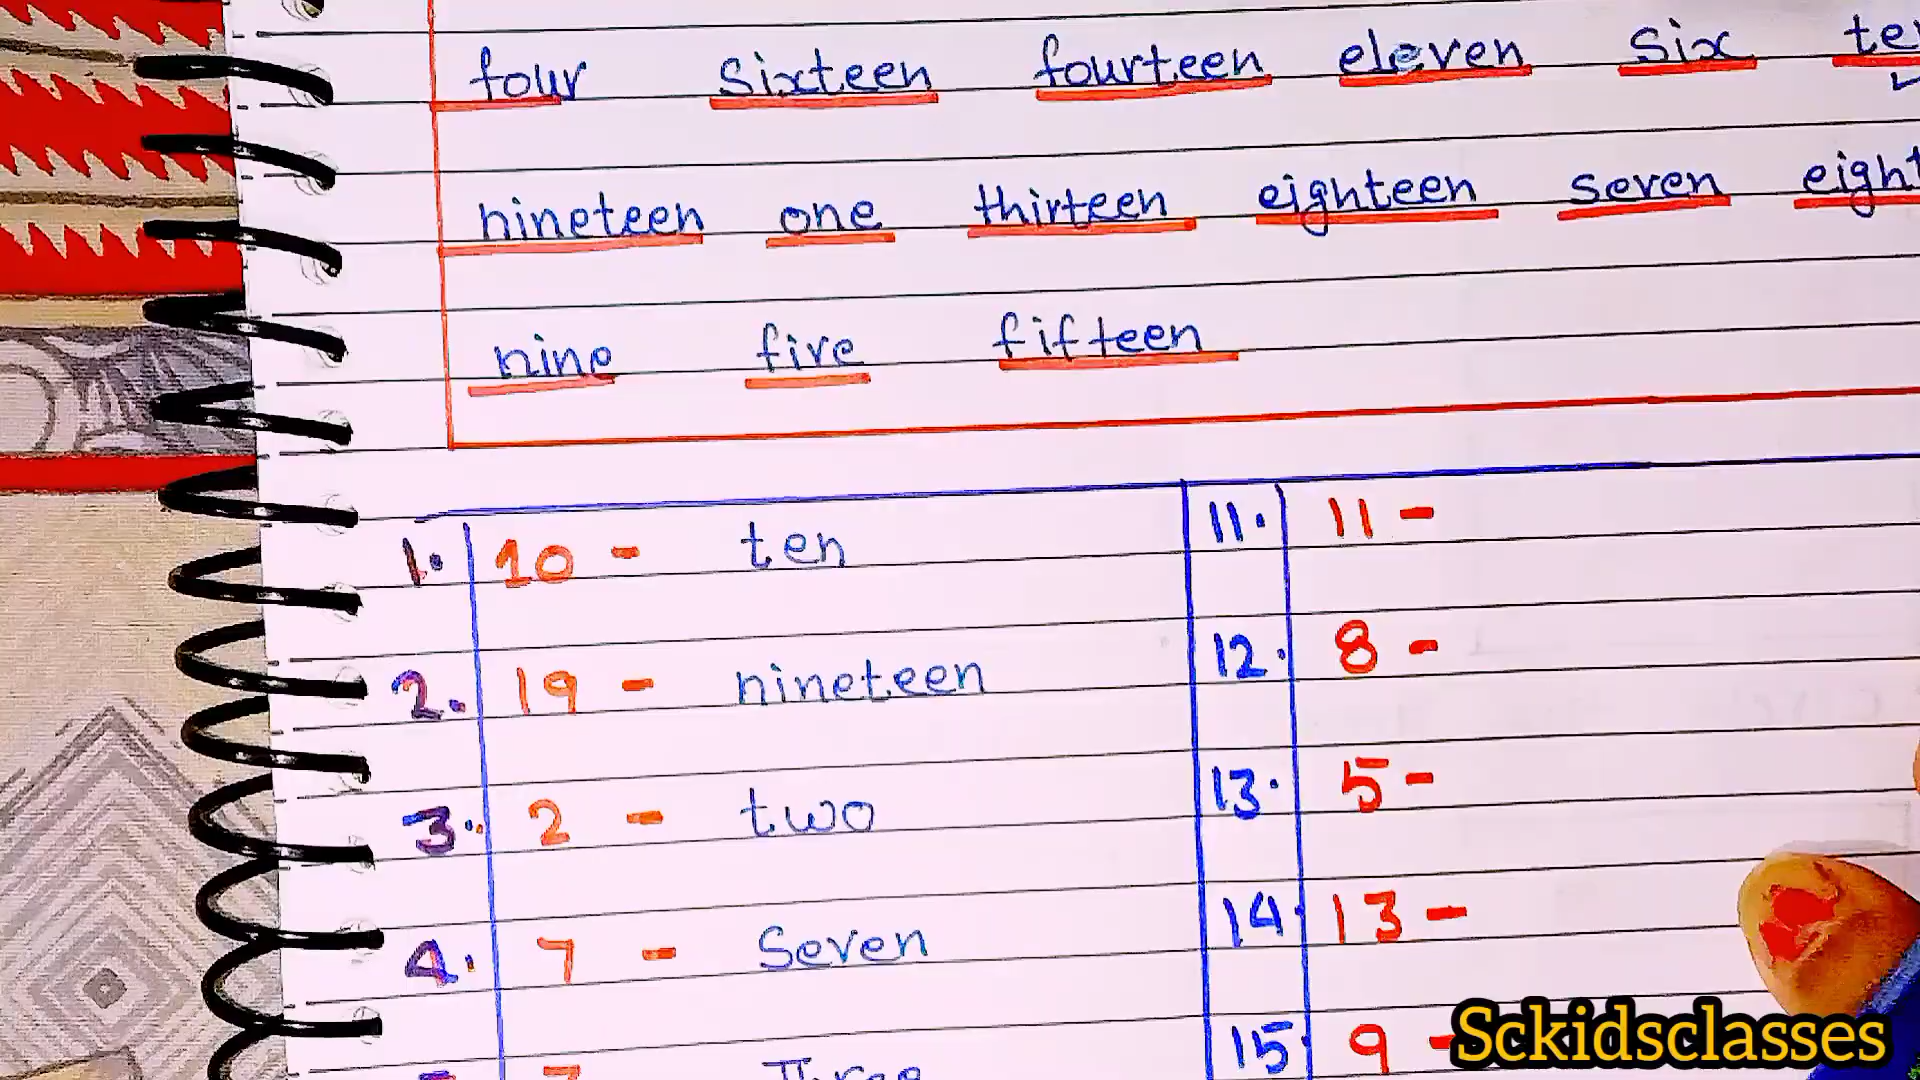 four sixteen fourteen eleven six
nineteen one thirteen eighteen seven
nine five fifteen
1. 10 - ten
2. 19 - nineteen
3. 2 - two
4. 7 - Seven
Three
11. 11 -
12. 8 -
13. 5 -
14. 13 -
15. 9 -
Sckidsclasses